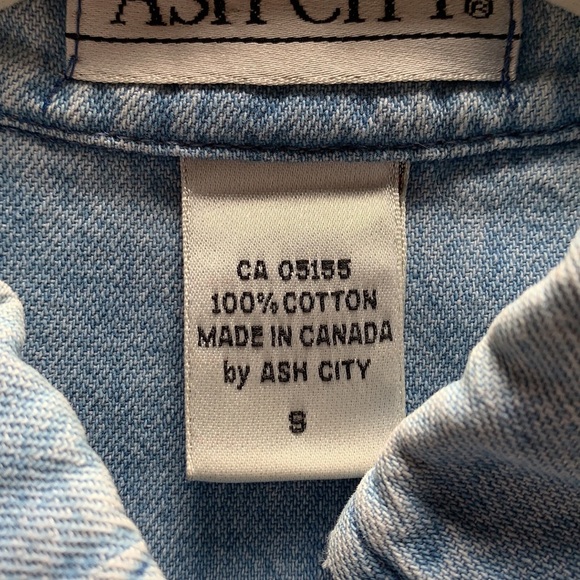 ASH CITY®
CA 05155
100% COTTON
MADE IN CANADA
by ASH CITY
S